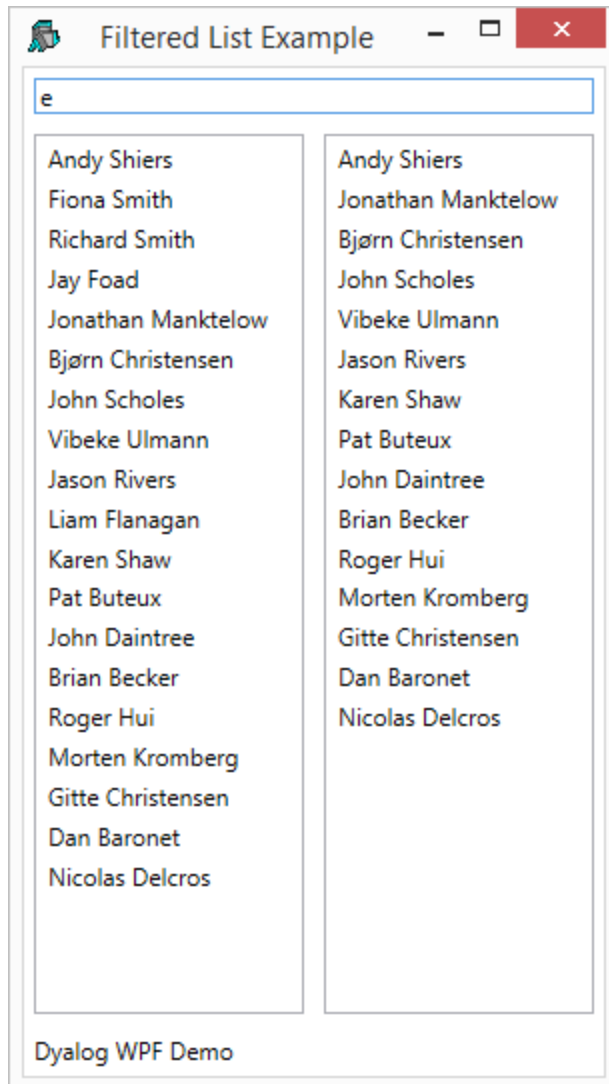 Filtered List Example
e
Andy Shiers
Fiona Smith
Richard Smith
Jay Foad
Jonathan Manktelow
Bjørn Christensen
John Scholes
Vibeke Ulmann
Jason Rivers
Liam Flanagan
Karen Shaw
Pat Buteux
John Daintree
Brian Becker
Roger Hui
Morten Kromberg
Gitte Christensen
Dan Baronet
Nicolas Delcros
Andy Shiers
Jonathan Manktelow
Bjørn Christensen
John Scholes
Vibeke Ulmann
Jason Rivers
Karen Shaw
Pat Buteux
John Daintree
Brian Becker
Roger Hui
Morten Kromberg
Gitte Christensen
Dan Baronet
Nicolas Delcros
Dyalog WPF Demo